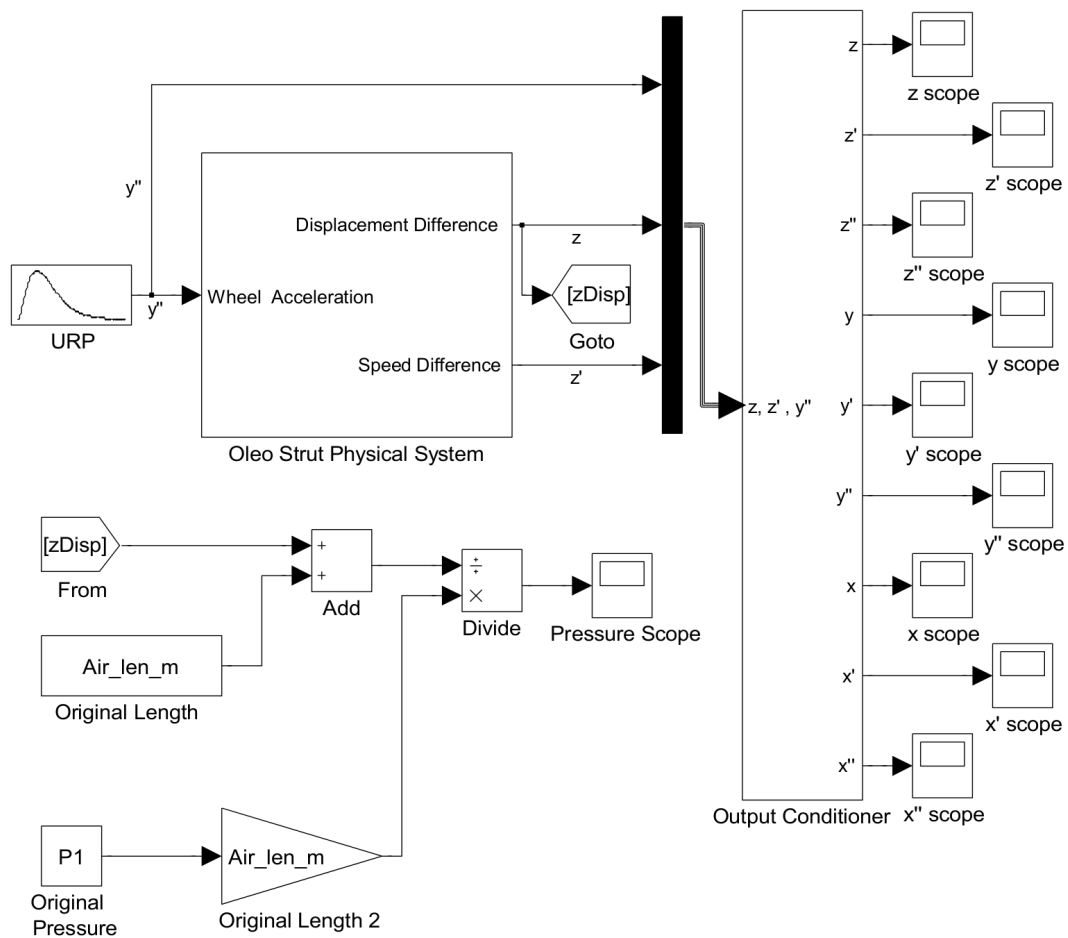 z
z scope
z'
z' scope
y"
Displacement Difference
z
z"
z" scope
Wheel Acceleration
[zDisp]
y"
URP
Goto
y
y scope
Speed Difference
z'
z, z' , y"
y'
y' scope
Oleo Strut Physical System
y"
y" scope
[zDisp]
From
+
+
Add
÷
×
Divide
Pressure Scope
x
x scope
Air_len_m
Original Length
x'
x' scope
x"
x" scope
Output Conditioner
P1
Original
Pressure
Air_len_m
Original Length 2